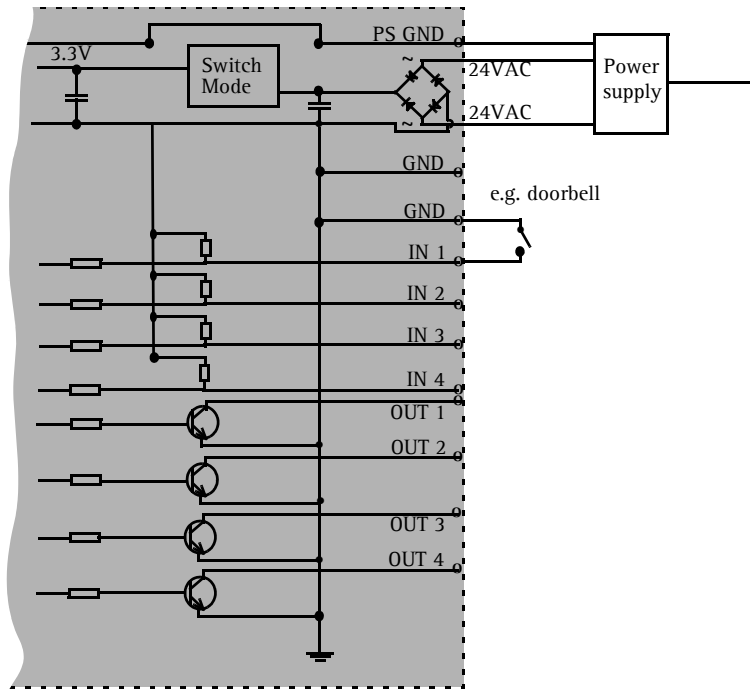 PS GND
3.3V
Switch
Mode
~
24VAC
Power
supply
24VAC
~
GND
e.g. doorbell
GND
IN 1
IN 2
IN 3
IN 4
OUT 1
OUT 2
OUT 3
OUT 4